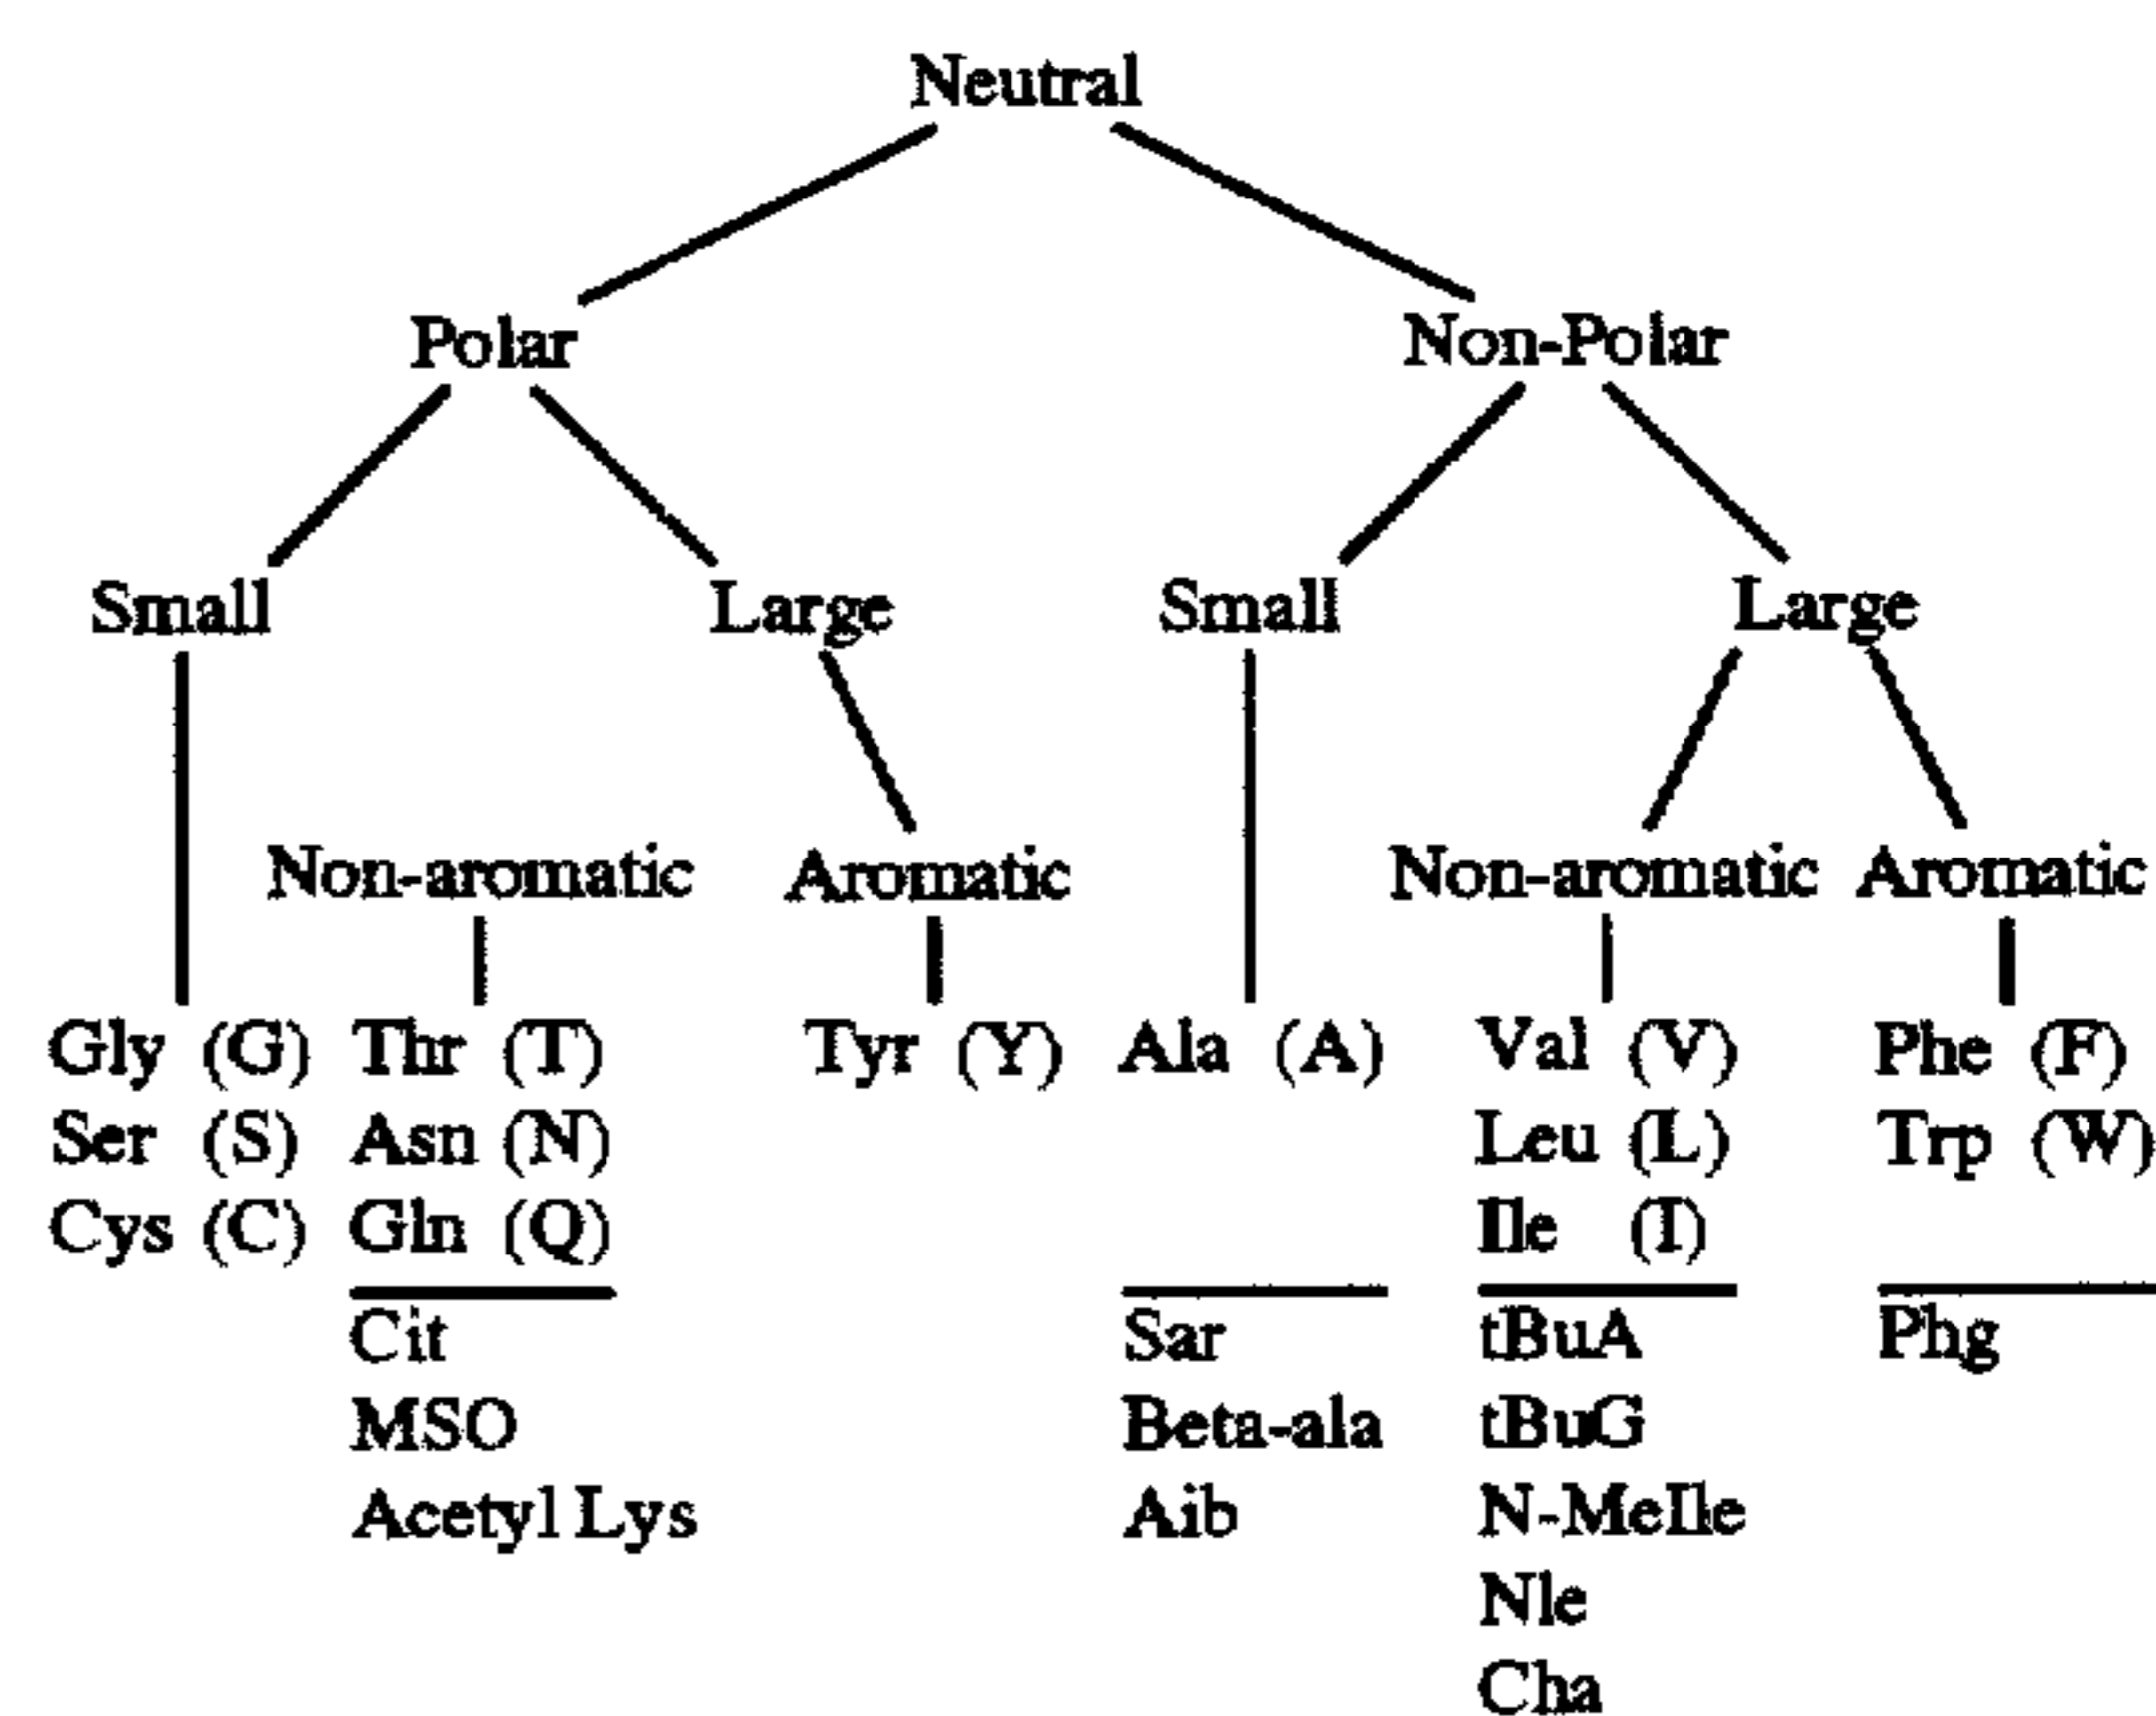 Neutral
Polar Non-Polar
Small Large Small Large
Non-aromatic Aromatic Non-aromatic Aromatic
Gly (G) Thr (T) Tyr (Y) Ala (A) Val (V) Phe (F)
Ser (S) Asn (N) Leu (L) Trp (W)
Cys (C) Gln (Q) Ile (I)
Cit Sar tBuA Phg
MSO Beta-ala tBuG
Acetyl Lys Aib N-MeIle
Nle
Cha